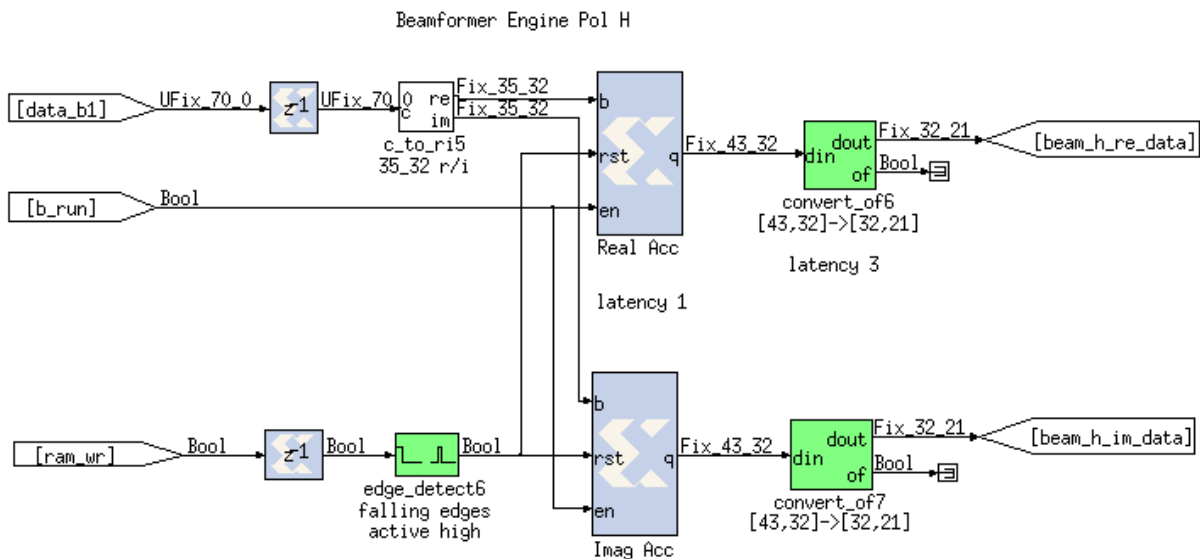 Beamformer Engine Pol H
[data_b1]
UFix_70_0
z-1
UFix_70_0
c
re
im
c_to_ri5
35_32 r/i
Fix_35_32
Fix_35_32
b
rst
en
q
Real Acc
latency 1
Fix_43_32
din
dout
of
convert_of6
[43,32]->[32,21]
latency 3
Fix_32_21
Bool
[beam_h_re_data]
[b_run]
Bool
[ram_wr]
Bool
z-1
Bool
edge_detect6
falling edges
active high
Bool
b
rst
en
q
Imag Acc
Fix_43_32
din
dout
of
convert_of7
[43,32]->[32,21]
Fix_32_21
Bool
[beam_h_im_data]